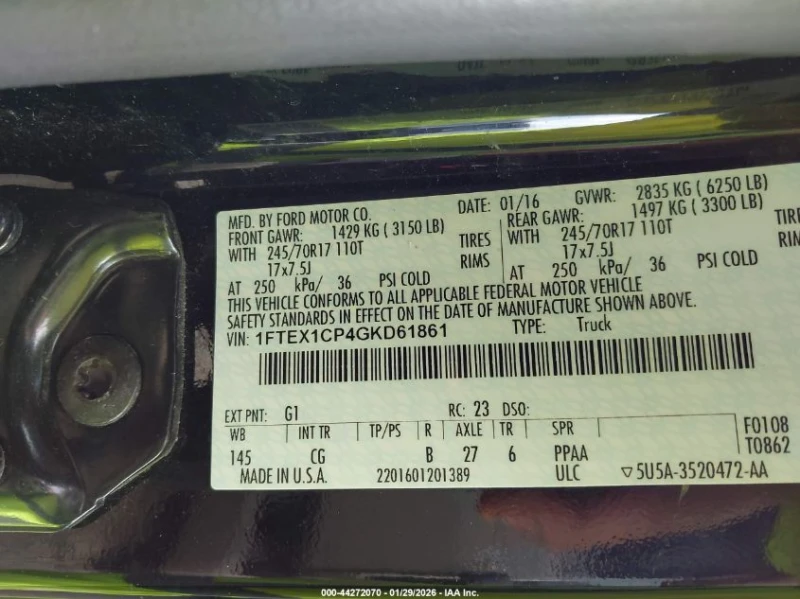 MFD. BY FORD MOTOR CO. DATE: 01/16 GVWR: 2835 KG ( 6250 LB)
FRONT GAWR: 1429 KG ( 3150 LB) REAR GAWR: 1497 KG ( 3300 LB)
WITH 245/70R17 110T TIRES WITH 245/70R17 110T TIRES
17x7.5J RIMS 17x7.5J RIMS
AT 250 kPa/ 36 PSI COLD AT 250 kPa/ 36 PSI COLD
THIS VEHICLE CONFORMS TO ALL APPLICABLE FEDERAL MOTOR VEHICLE
SAFETY STANDARDS IN EFFECT ON THE DATE OF MANUFACTURE SHOWN ABOVE.
VIN: 1FTEX1CP4GKD61861 TYPE: Truck
EXT PNT: G1 RC: 23 DSO:
WB INT TR TP/PS R AXLE TR SPR F0108
145 CG B 27 6 PPAA T0862
MADE IN U.S.A. 2201601201389 ULC ▽5U5A-3520472-AA
000-44272070 - 01/29/2026 - IAA Inc.